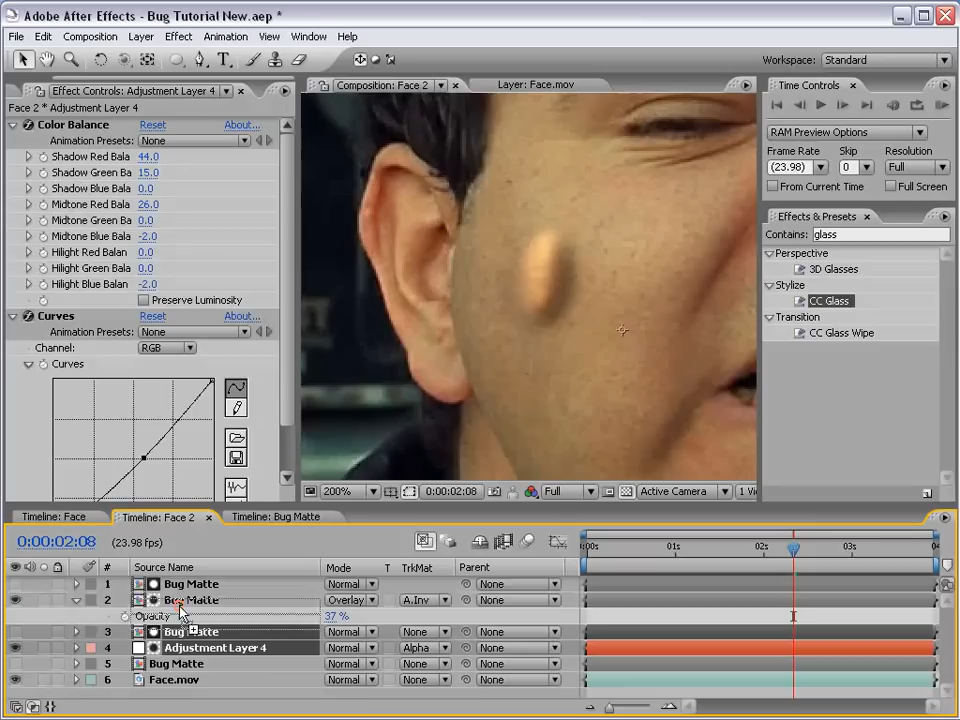 Adobe After Effects - Bug Tutorial New.aep *
File Edit Composition Layer Effect Animation View Window Help
Workspace: Standard
Effect Controls: Adjustment Layer 4
Composition: Face 2
Layer: Face.mov
Time Controls
Face 2 * Adjustment Layer 4
Color Balance Reset About...
Animation Presets: None
Shadow Red Bala 44.0
Shadow Green Ba 15.0
Shadow Blue Bala 0.0
Midtone Red Bala 26.0
Midtone Green Ba 0.0
Midtone Blue Bala -2.0
Hilight Red Balan 0.0
Hilight Green Bala 0.0
Hilight Blue Balan -2.0
Preserve Luminosity
Curves Reset About...
Animation Presets: None
Channel: RGB
Curves
RAM Preview Options
Frame Rate Skip Resolution
(23.98) 0 Full
From Current Time Full Screen
Effects & Presets
Contains: glass
Perspective
3D Glasses
Stylize
CC Glass
Transition
CC Glass Wipe
200% 0:00:02:08 Full Active Camera 1 Vi
Timeline: Face Timeline: Face 2 Timeline: Bug Matte
0:00:02:08 (23.98 fps)
:00s 01s 02s 03s 04
# Source Name Mode T TrkMat Parent
1 Bug Matte Normal None
2 Bug Matte Overlay A.Inv None
Opacity 37 %
3 Bug Matte Normal None None
4 Adjustment Layer 4 Normal Alpha None
5 Bug Matte Normal None None
6 Face.mov Normal None None